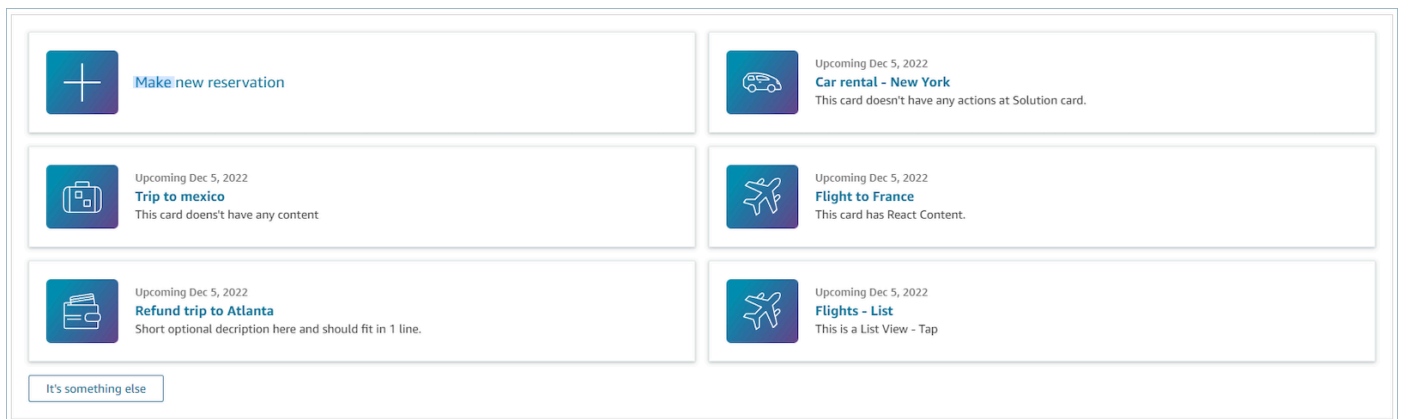 Make new reservation
Upcoming Dec 5, 2022
Car rental - New York
This card doesn't have any actions at Solution card.
Upcoming Dec 5, 2022
Trip to mexico
This card doens't have any content
Upcoming Dec 5, 2022
Flight to France
This card has React Content.
Upcoming Dec 5, 2022
Refund trip to Atlanta
Short optional decription here and should fit in 1 line.
Upcoming Dec 5, 2022
Flights - List
This is a List View - Tap
It's something else